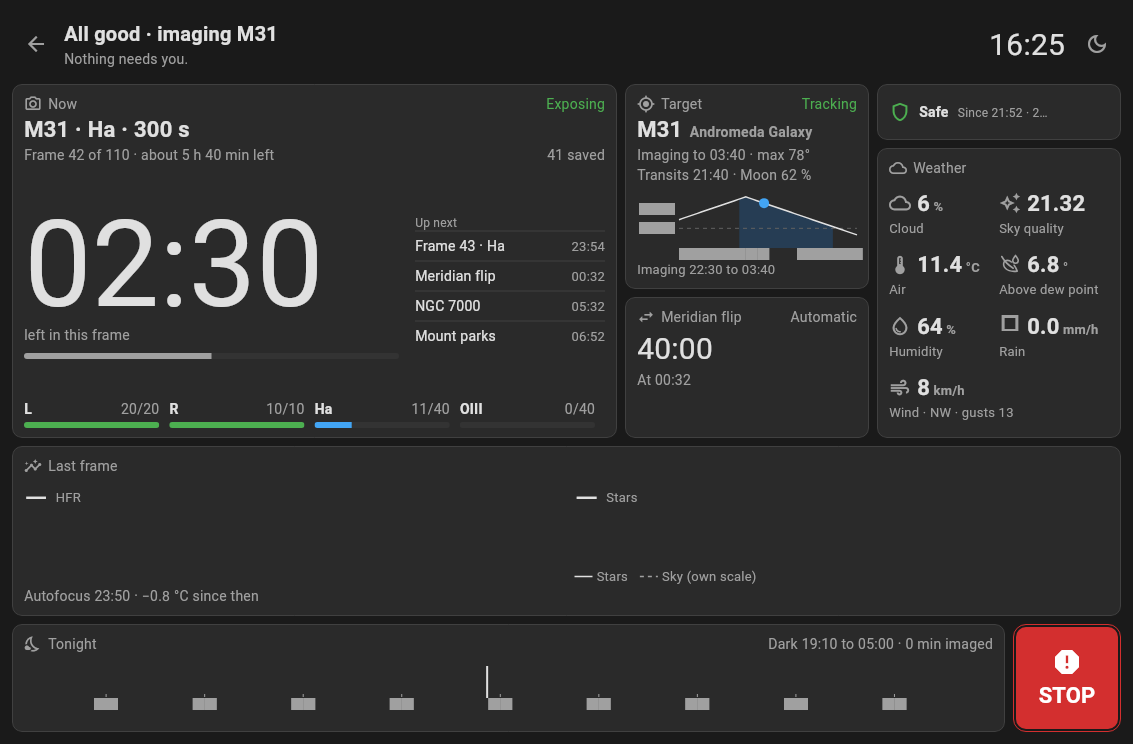 All good · imaging M31
Nothing needs you.
16:25
Now
Exposing
M31 · Ha · 300 s
Frame 42 of 110 · about 5 h 40 min left
41 saved
02:30
left in this frame
Up next
Frame 43 · Ha 23:54
Meridian flip 00:32
NGC 7000 05:32
Mount parks 06:52
L 20/20 R 10/10 Ha 11/40 OIII 0/40
Target
Tracking
M31 Andromeda Galaxy
Imaging to 03:40 · max 78°
Transits 21:40 · Moon 62 %
Imaging 22:30 to 03:40
Meridian flip
Automatic
40:00
At 00:32
Safe Since 21:52 · 2…
Weather
6 %
Cloud
21.32
Sky quality
11.4 °C
Air
6.8 °
Above dew point
64 %
Humidity
0.0 mm/h
Rain
8 km/h
Wind · NW · gusts 13
Last frame
HFR
Stars
Stars Sky (own scale)
Autofocus 23:50 · −0.8 °C since then
Tonight
Dark 19:10 to 05:00 · 0 min imaged
STOP